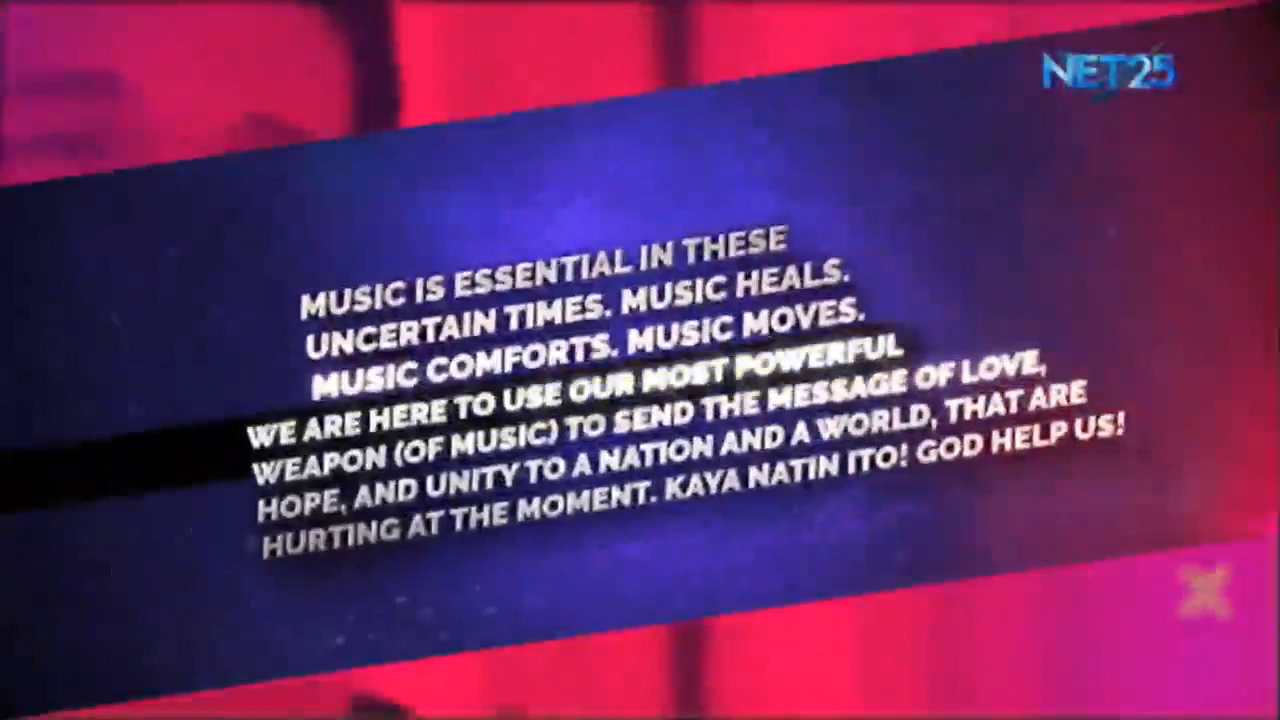 NET25
MUSIC IS ESSENTIAL IN THESE
UNCERTAIN TIMES. MUSIC HEALS.
MUSIC COMFORTS. MUSIC MOVES.
WE ARE HERE TO USE OUR MOST POWERFUL
WEAPON (OF MUSIC) TO SEND THE MESSAGE OF LOVE,
HOPE, AND UNITY TO A NATION AND A WORLD, THAT ARE
HURTING AT THE MOMENT. KAYA NATIN ITO! GOD HELP US!